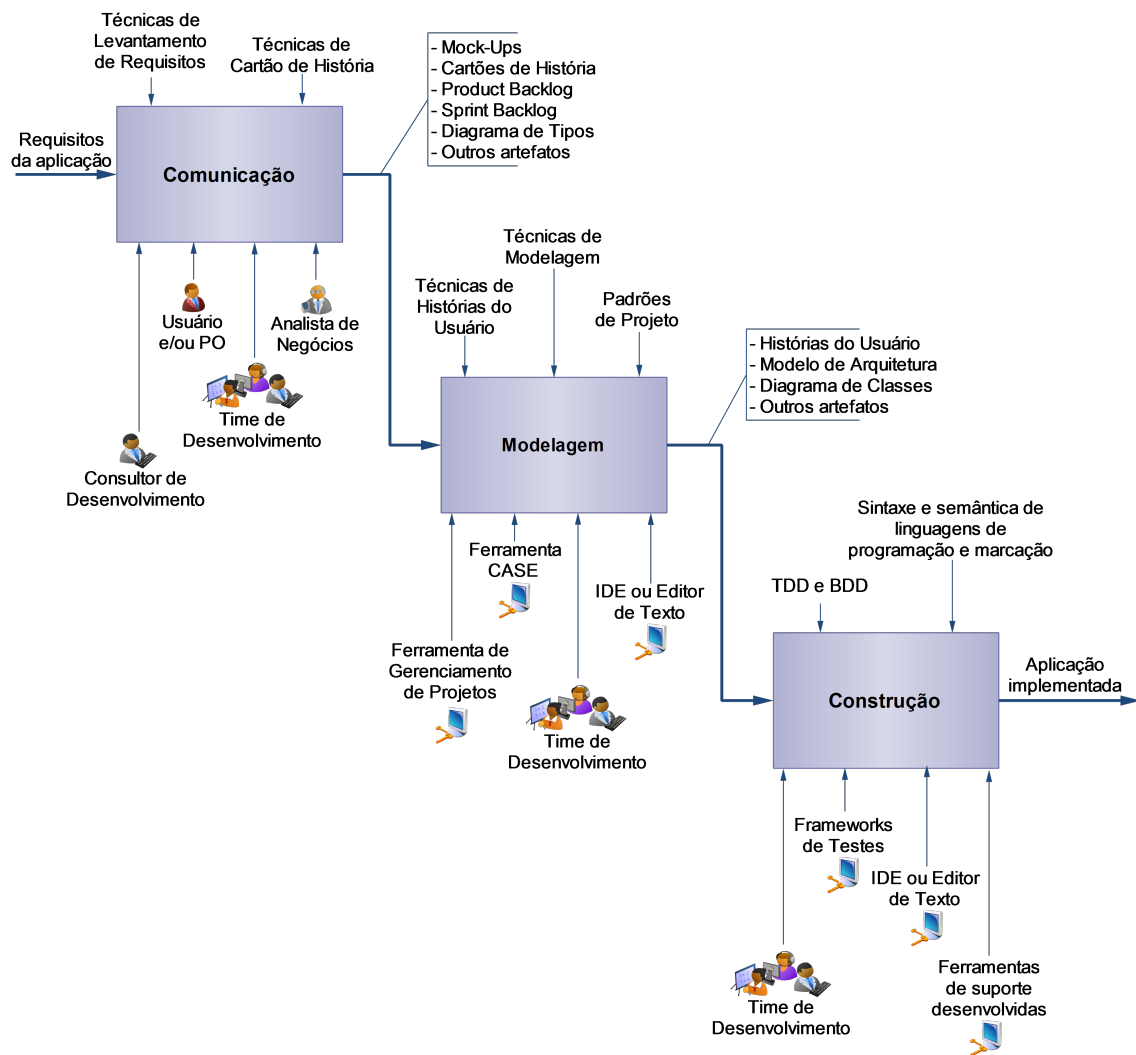 Técnicas de
Levantamento
de Requisitos
Técnicas de
Cartão de História
- Mock-Ups
- Cartões de História
- Product Backlog
- Sprint Backlog
- Diagrama de Tipos
- Outros artefatos
Requisitos
da aplicação
Comunicação
Usuário
e/ou PO
Analista de
Negócios
Time de
Desenvolvimento
Consultor de
Desenvolvimento
Técnicas de
Modelagem
Técnicas de
Histórias do
Usuário
Padrões
de Projeto
- Histórias do Usuário
- Modelo de Arquitetura
- Diagrama de Classes
- Outros artefatos
Modelagem
Ferramenta
CASE
IDE ou Editor
de Texto
Ferramenta de
Gerenciamento
de Projetos
Time de
Desenvolvimento
Sintaxe e semântica de
linguagens de
programação e marcação
TDD e BDD
Construção
Aplicação
implementada
Frameworks
de Testes
IDE ou Editor
de Texto
Time de
Desenvolvimento
Ferramentas
de suporte
desenvolvidas